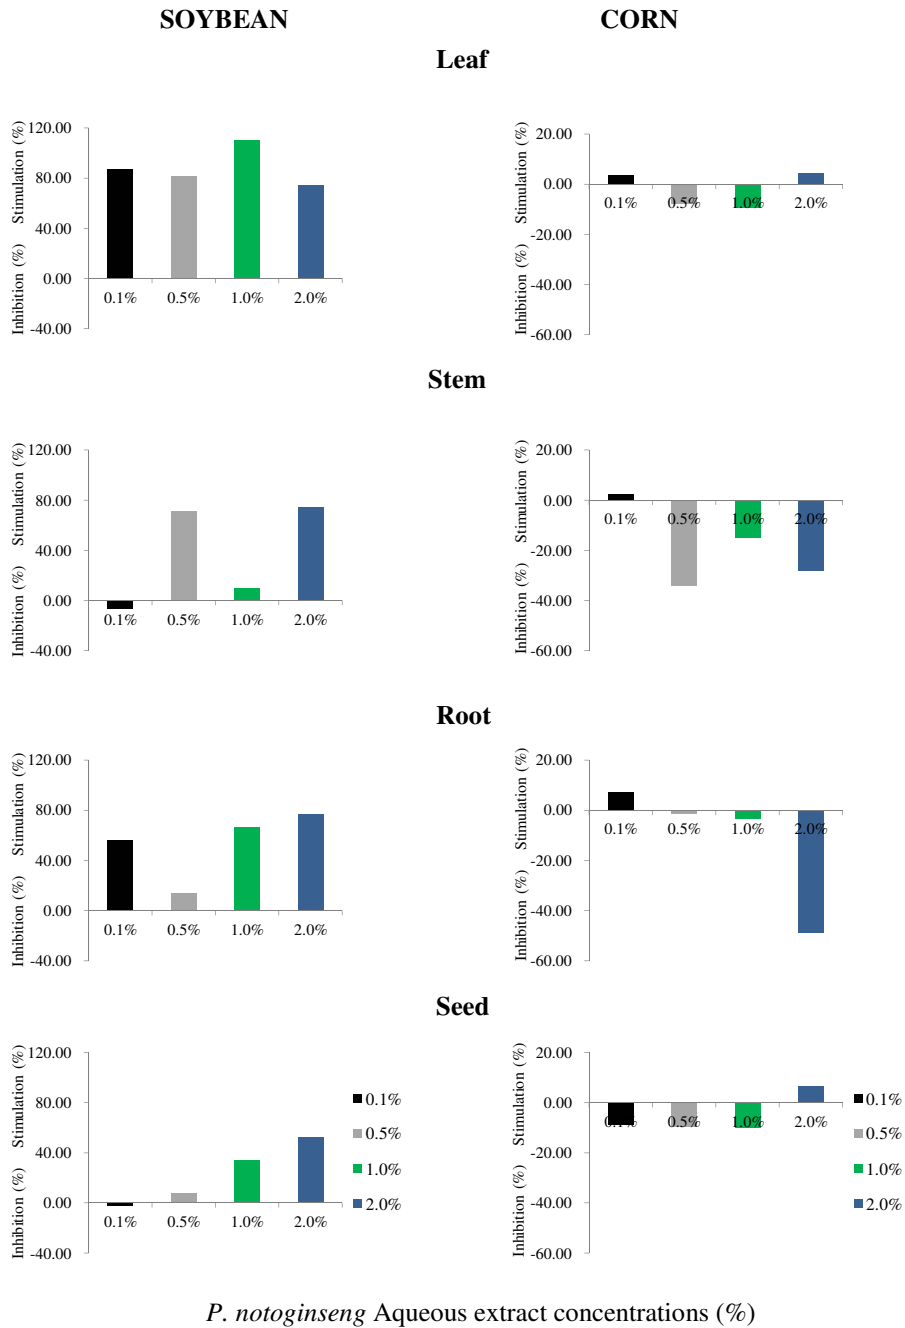 SOYBEAN
CORN
Leaf
Inhibition (%) Stimulation (%)
120.00
80.00
40.00
0.00
-40.00
0.1% 0.5% 1.0% 2.0%
Inhibition (%) Stimulation (%)
20.00
0.00
-20.00
-40.00
-60.00
0.1% 0.5% 1.0% 2.0%
Stem
Inhibition (%) Stimulation (%)
120.00
80.00
40.00
0.00
-40.00
0.1% 0.5% 1.0% 2.0%
Inhibition (%) Stimulation (%)
20.00
0.00
-20.00
-40.00
-60.00
0.1% 0.5% 1.0% 2.0%
Root
Inhibition (%) Stimulation (%)
120.00
80.00
40.00
0.00
-40.00
0.1% 0.5% 1.0% 2.0%
Inhibition (%) Stimulation (%)
20.00
0.00
-20.00
-40.00
-60.00
0.1% 0.5% 1.0% 2.0%
Seed
Inhibition (%) Stimulation (%)
120.00
80.00
40.00
0.00
-40.00
0.1% 0.5% 1.0% 2.0%
0.1%
0.5%
1.0%
2.0%
Inhibition (%) Stimulation (%)
20.00
0.00
-20.00
-40.00
-60.00
0.1% 0.5% 1.0% 2.0%
0.1%
0.5%
1.0%
2.0%
P. notoginseng Aqueous extract concentrations (%)